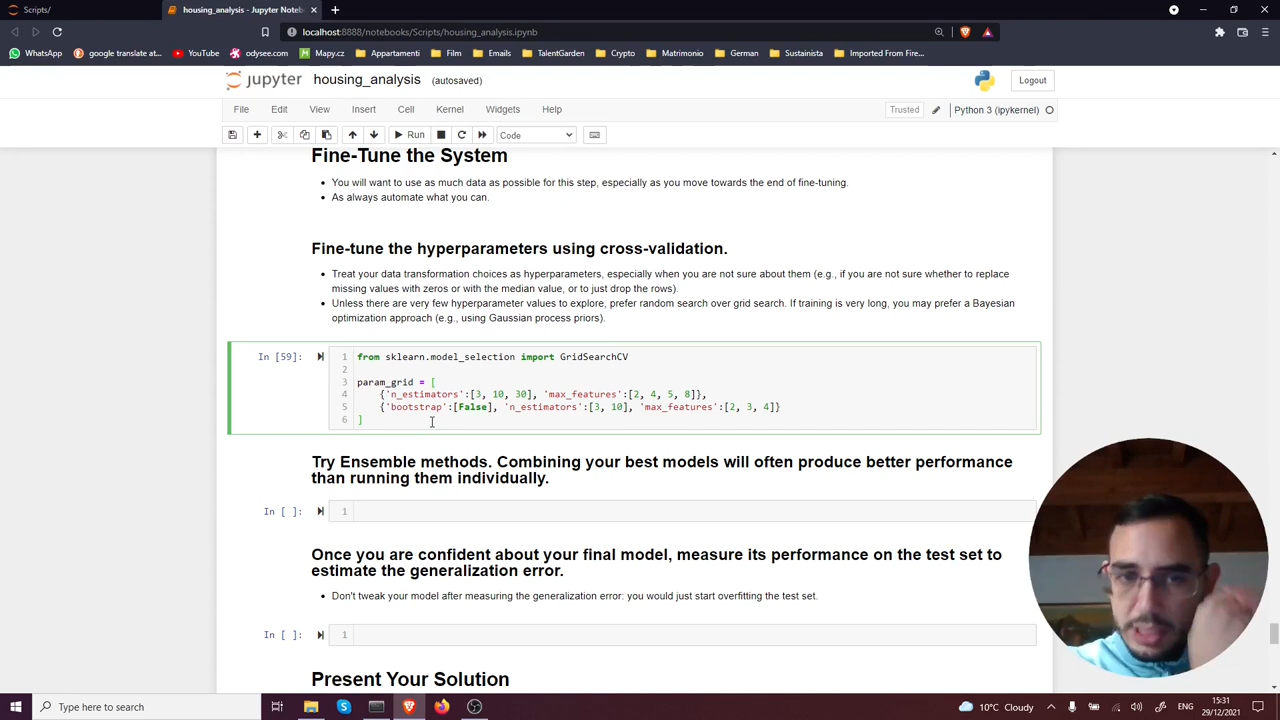 Scripts/
housing_analysis - Jupyter Noteb
localhost:8888/notebooks/Scripts/housing_analysis.ipynb
WhatsApp
google translate at...
YouTube
odysee.com
Mapy.cz
Appartamenti
Film
Emails
TalentGarden
Crypto
Matrimonio
German
Sustainista
Imported From Fire...
jupyter housing_analysis (autosaved)
Logout
File Edit View Insert Cell Kernel Widgets Help
Trusted
Python 3 (ipykernel)
Run
Code
Fine-Tune the System
• You will want to use as much data as possible for this step, especially as you move towards the end of fine-tuning.
• As always automate what you can.
Fine-tune the hyperparameters using cross-validation.
• Treat your data transformation choices as hyperparameters, especially when you are not sure about them (e.g., if you are not sure whether to replace
missing values with zeros or with the median value, or to just drop the rows).
• Unless there are very few hyperparameter values to explore, prefer random search over grid search. If training is very long, you may prefer a Bayesian
optimization approach (e.g., using Gaussian process priors).
In [59]:
1 from sklearn.model_selection import GridSearchCV
2
3 param_grid = [
4 {'n_estimators':[3, 10, 30], 'max_features':[2, 4, 5, 8]},
5 {'bootstrap':[False], 'n_estimators':[3, 10], 'max_features':[2, 3, 4]}
6 ]
Try Ensemble methods. Combining your best models will often produce better performance
than running them individually.
In [ ]: 1
Once you are confident about your final model, measure its performance on the test set to
estimate the generalization error.
• Don't tweak your model after measuring the generalization error: you would just start overfitting the test set.
In [ ]: 1
Present Your Solution
Type here to search
10°C Cloudy
15:31
29/12/2021